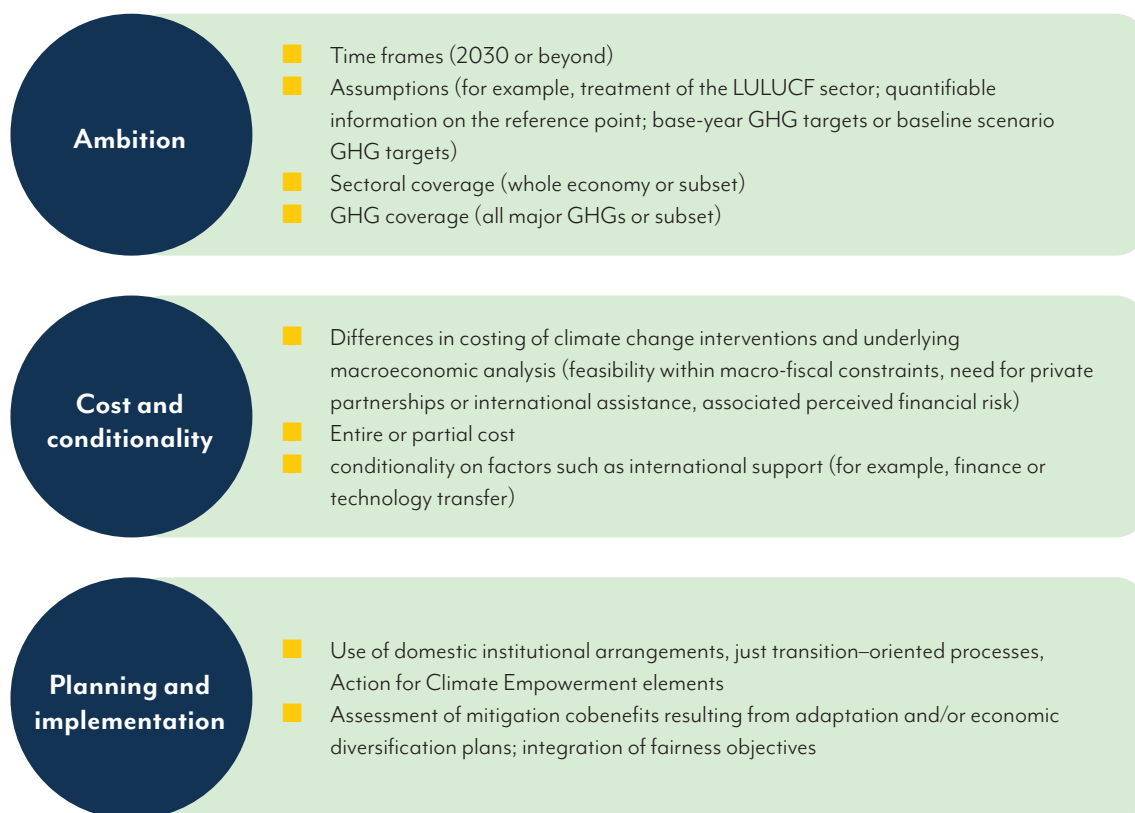 Ambition
Time frames (2030 or beyond)
Assumptions (for example, treatment of the LULUCF sector; quantifiable
information on the reference point; base-year GHG targets or baseline scenario
GHG targets)
Sectoral coverage (whole economy or subset)
GHG coverage (all major GHGs or subset)
Cost and
conditionality
Differences in costing of climate change interventions and underlying
macroeconomic analysis (feasibility within macro-fiscal constraints, need for private
partnerships or international assistance, associated perceived financial risk)
Entire or partial cost
conditionality on factors such as international support (for example, finance or
technology transfer)
Planning and
implementation
Use of domestic institutional arrangements, just transition–oriented processes,
Action for Climate Empowerment elements
Assessment of mitigation cobenefits resulting from adaptation and/or economic
diversification plans; integration of fairness objectives